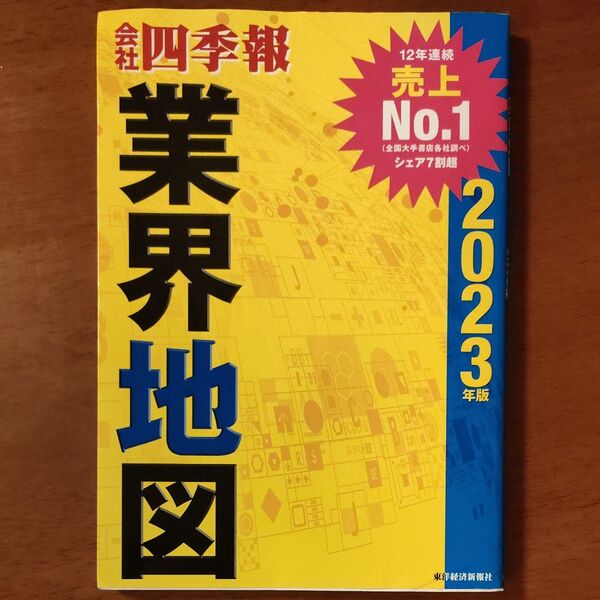 会社 四季報
業界地図
12年連続
売上
No.1
(全国大手書店各社調べ)
シェア7割超
2023年版
東洋経済新報社